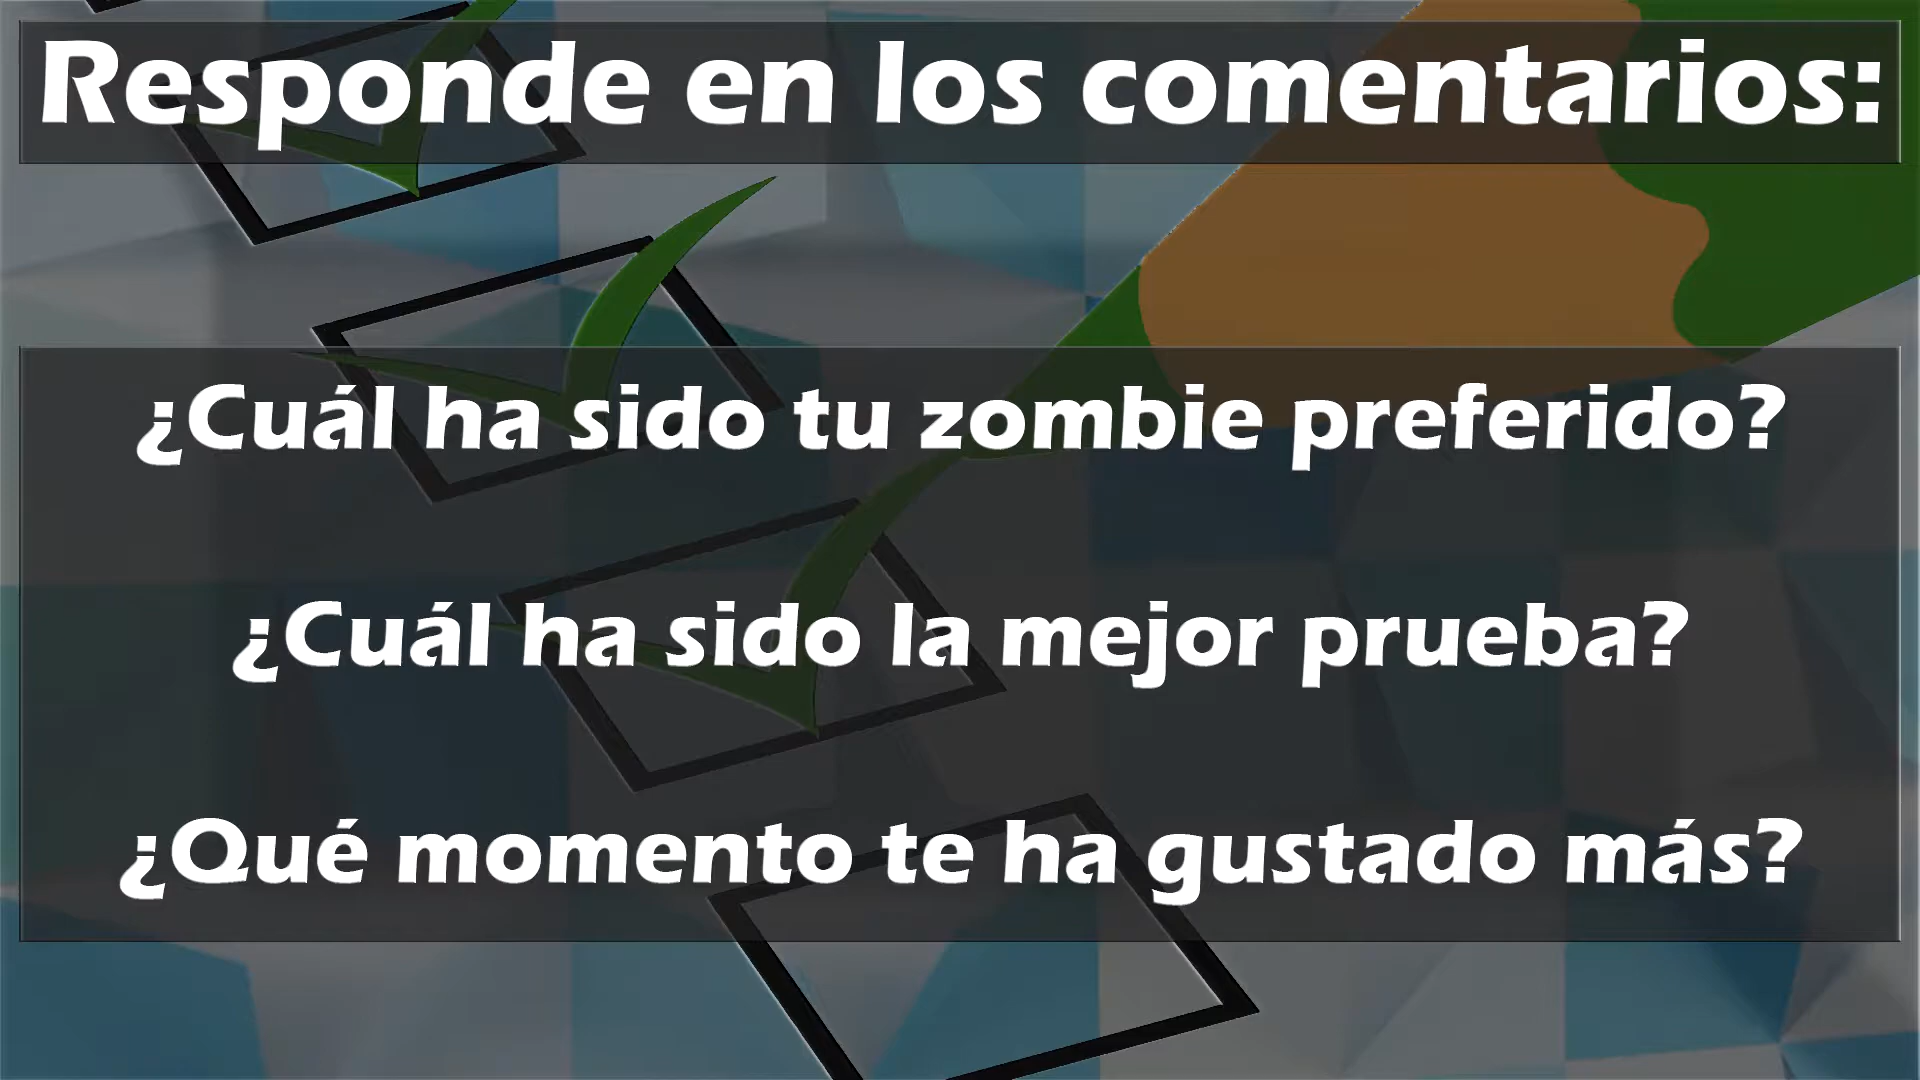 Responde en los comentarios:
¿Cuál ha sido tu zombie preferido?
¿Cuál ha sido la mejor prueba?
¿Qué momento te ha gustado más?